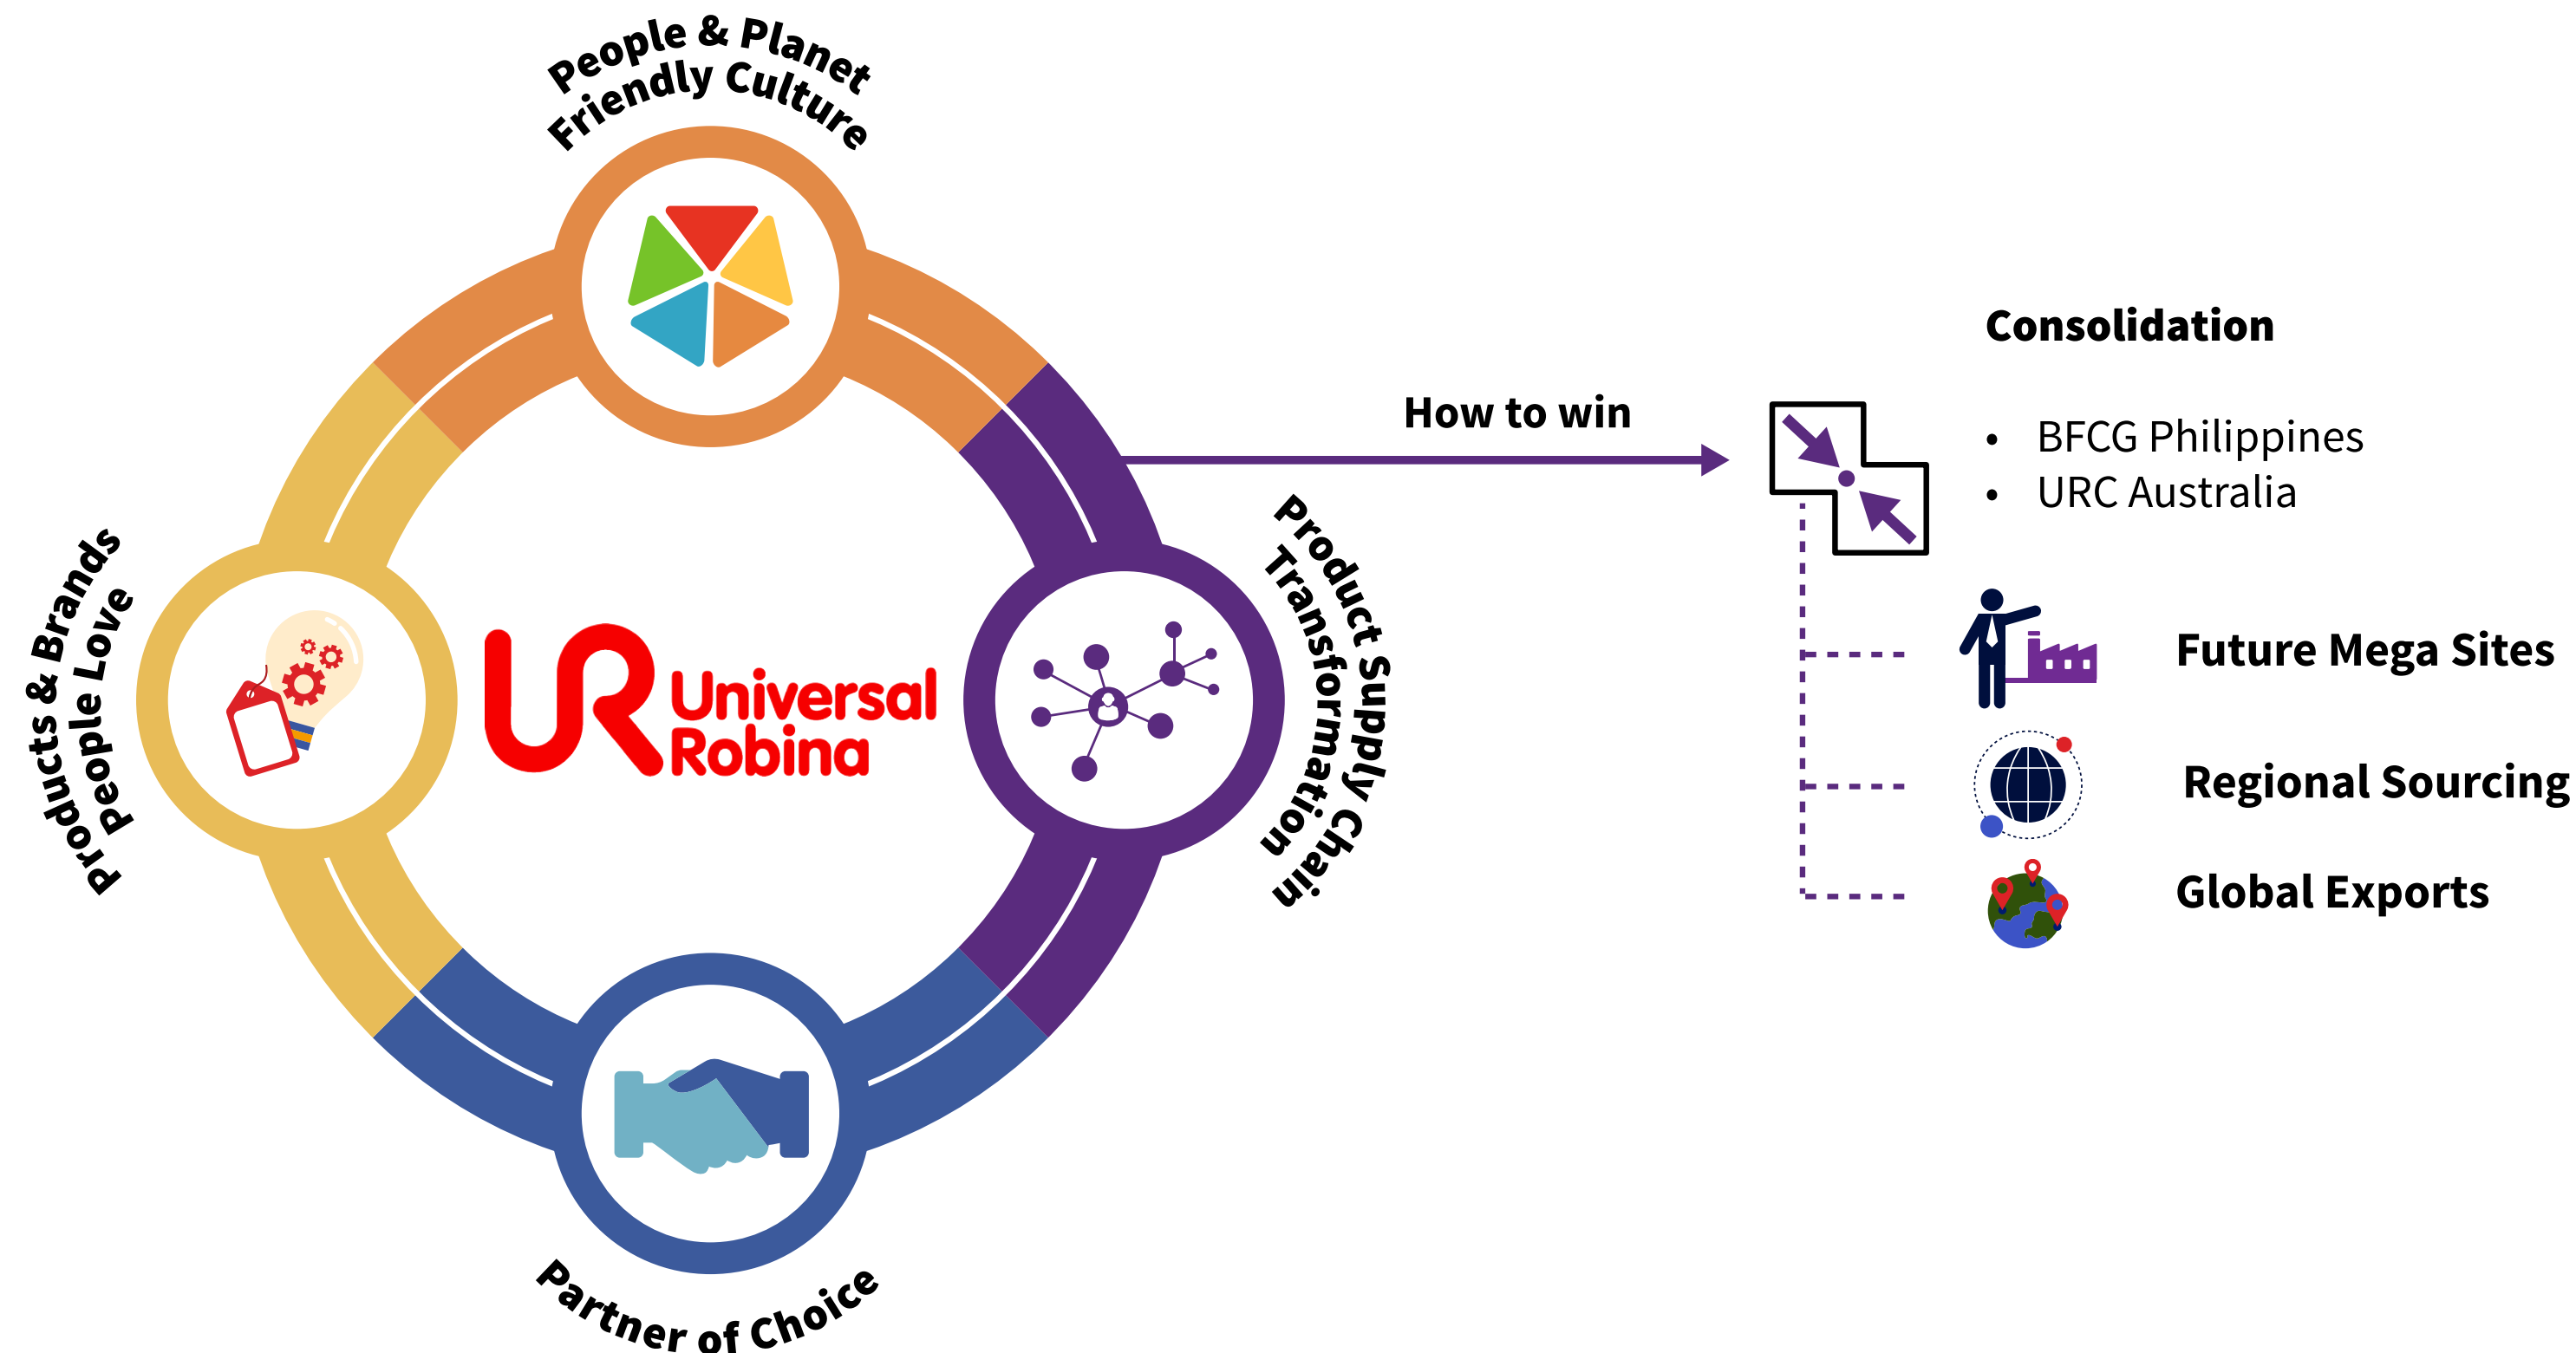 People & Planet
Friendly Culture
Products & Brands
People Love
Universal
Robina
Product Supply Chain
Transformation
Partner of Choice
How to win
Consolidation
• BFCG Philippines
• URC Australia
Future Mega Sites
Regional Sourcing
Global Exports